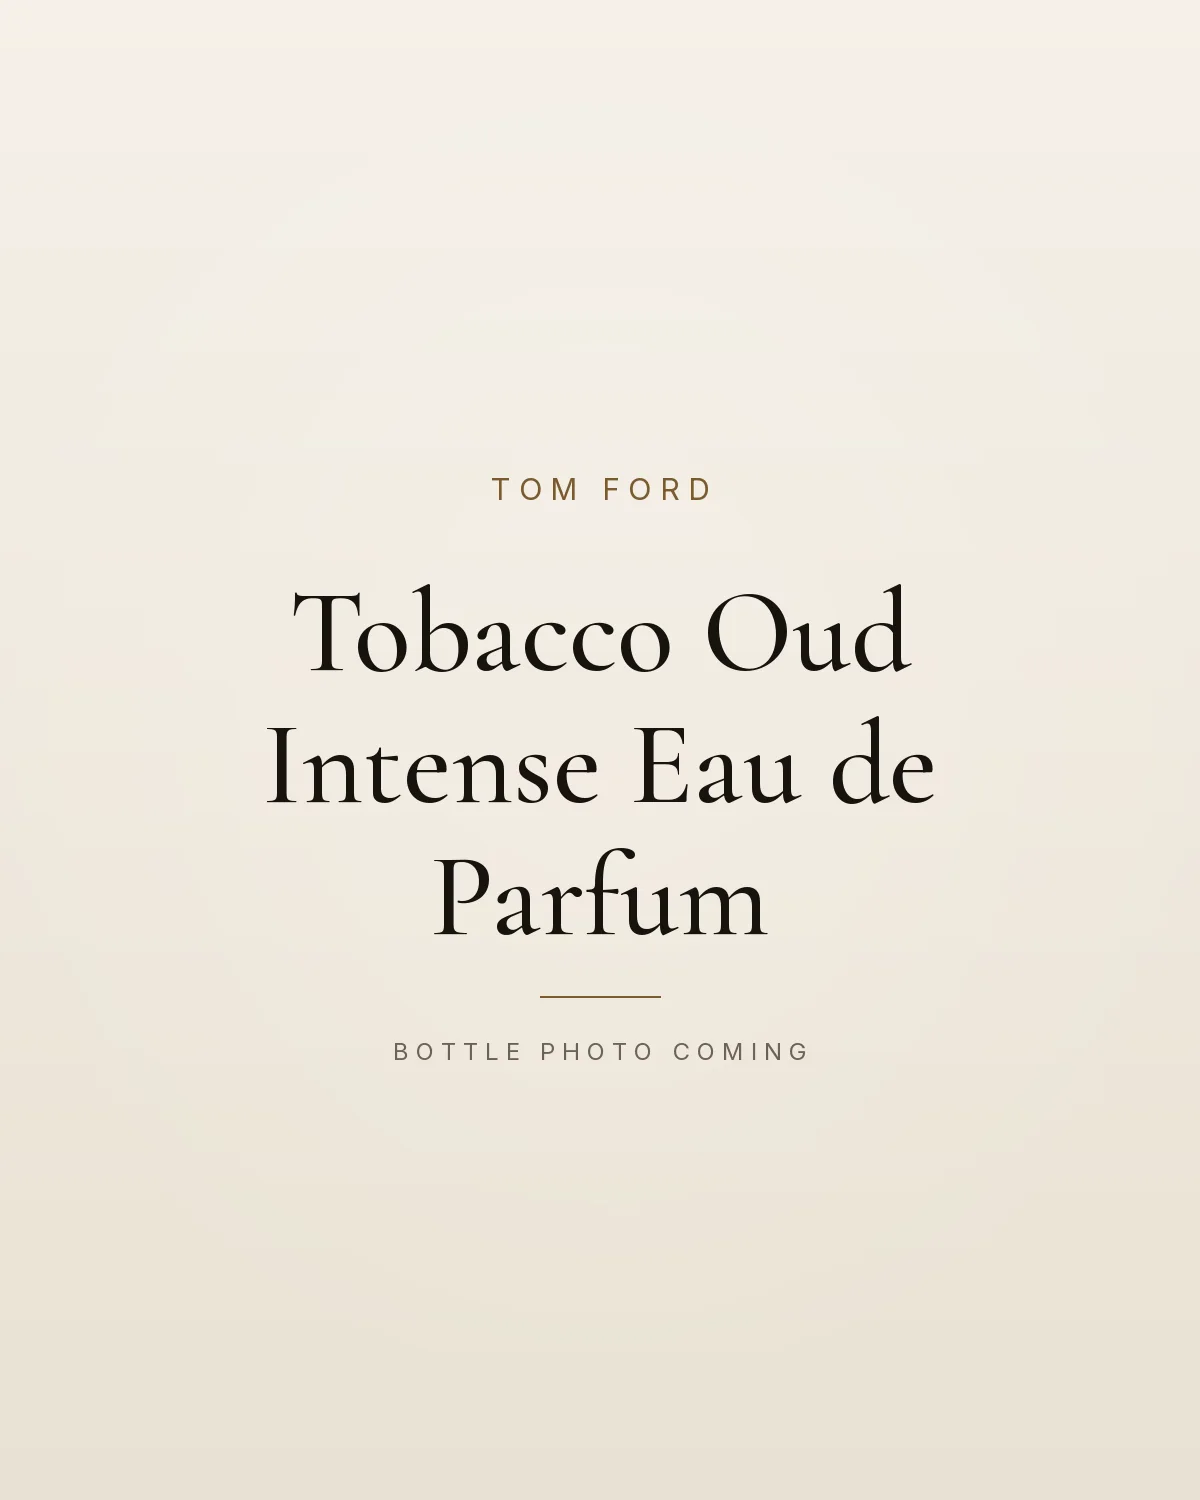 TOM FORD
Tobacco Oud
Intense Eau de
Parfum
BOTTLE PHOTO COMING